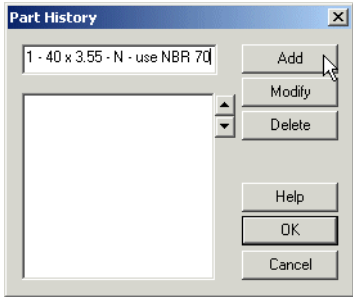 Part History
1 - 40 x 3.55 - N - use NBR 70
Add
Modify
Delete
Help
OK
Cancel